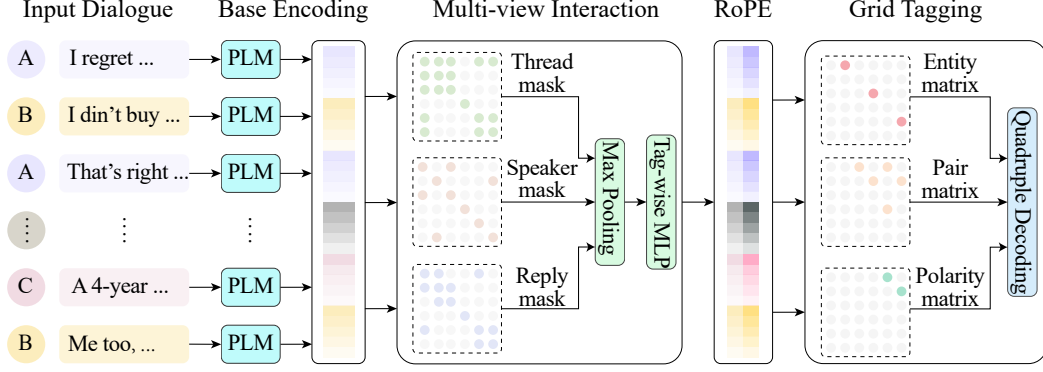 Input Dialogue
Base Encoding
Multi-view Interaction
RoPE
Grid Tagging
A
I regret ...
PLM
B
I din't buy ...
PLM
A
That's right ...
PLM
⋮
⋮
⋮
C
A 4-year ...
PLM
B
Me too, ...
PLM
Thread
mask
Speaker
mask
Reply
mask
Max Pooling
Tag-wise MLP
Entity
matrix
Pair
matrix
Polarity
matrix
Quadruple Decoding